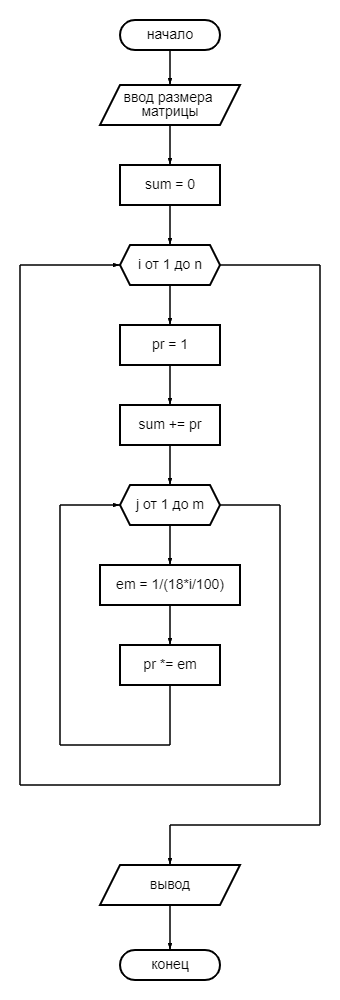 начало
ввод размера
матрицы
sum = 0
i от 1 до n
pr = 1
sum += pr
j от 1 до m
em = 1/(18*i/100)
pr *= em
вывод
конец